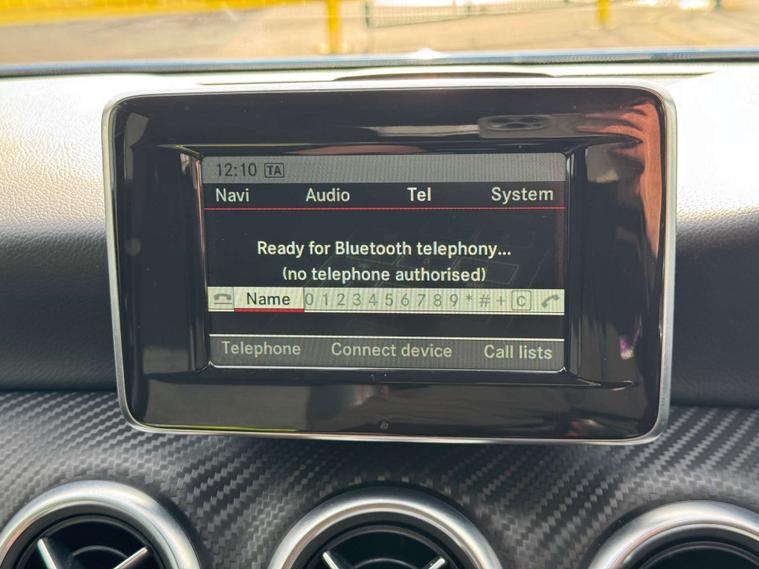 12:10 TA
Navi Audio Tel System
Ready for Bluetooth telephony...
(no telephone authorised)
Name 0 1 2 3 4 5 6 7 8 9 * # + C
Telephone Connect device Call lists